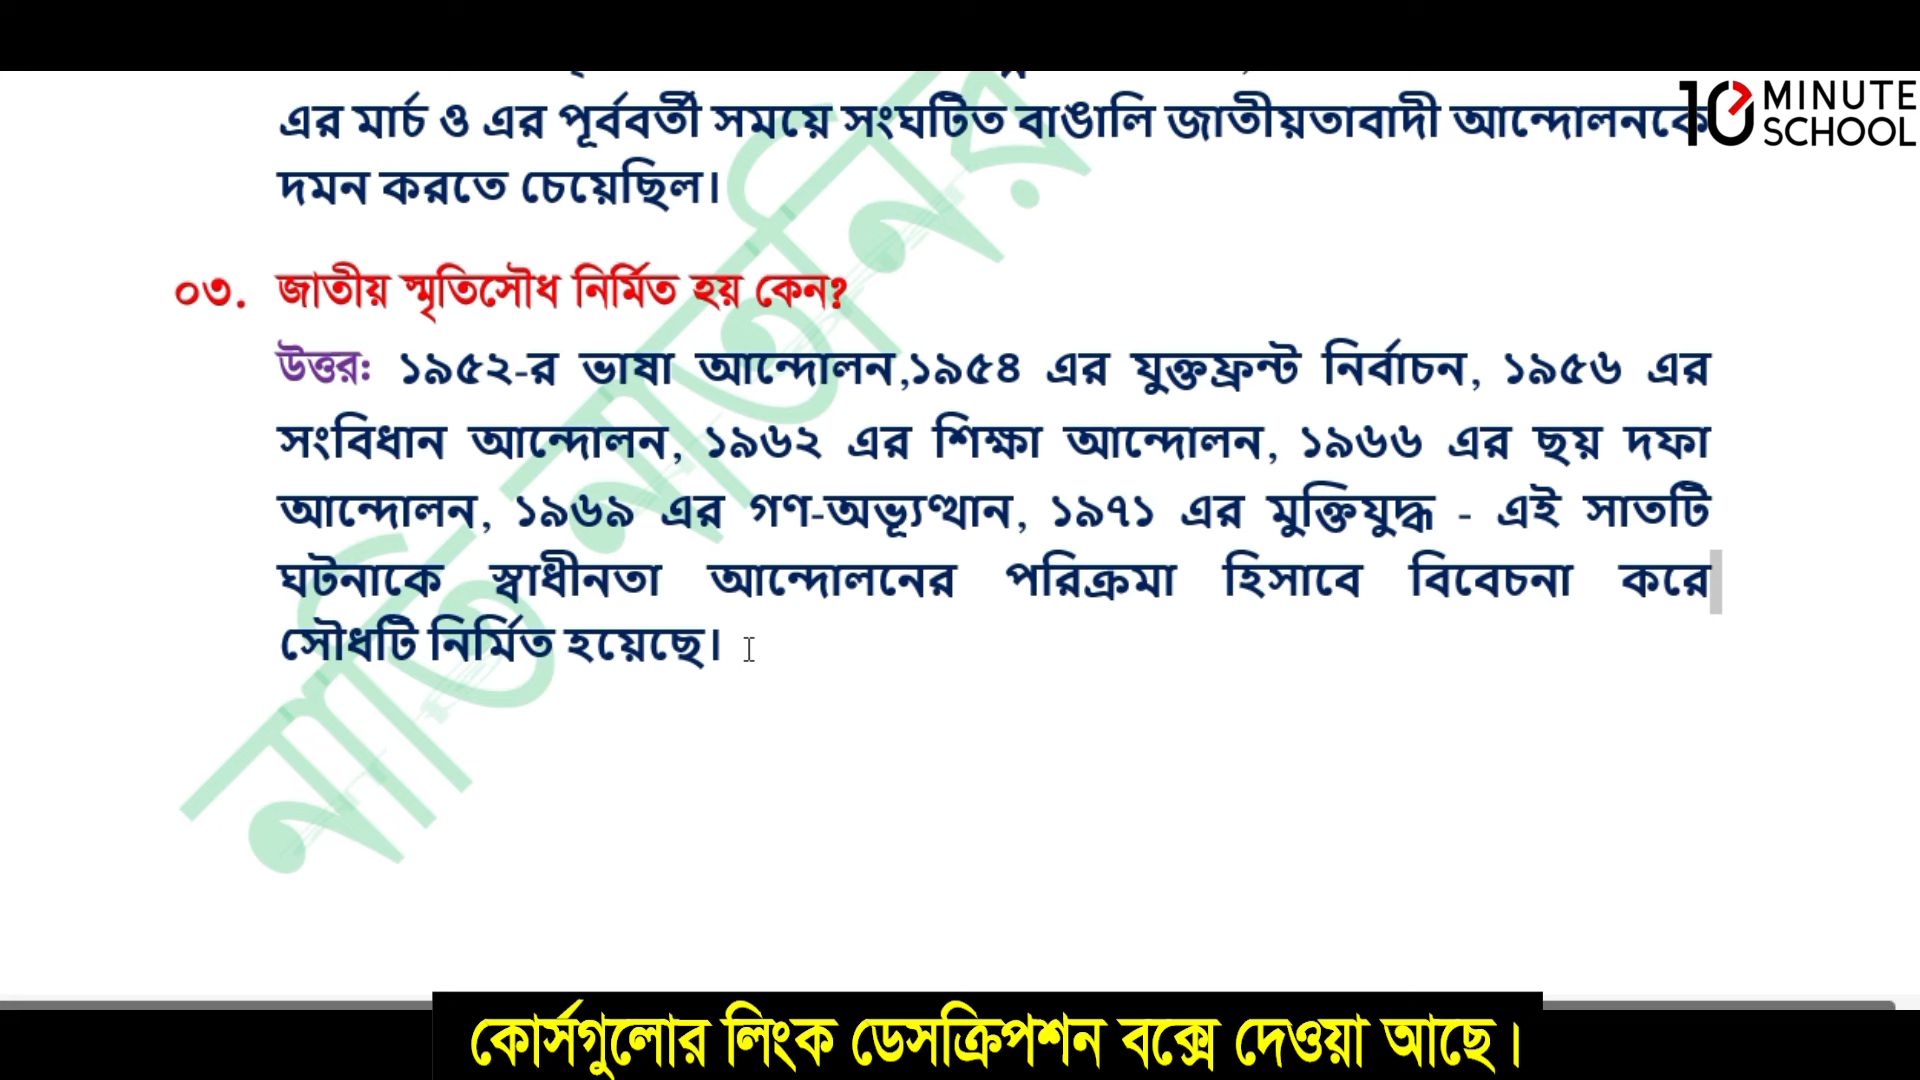 এর মার্চ ও এর পূর্ববর্তী সময়ে সংঘটিত বাঙালি জাতীয়তাবাদী আন্দোলনকে
10 MINUTE SCHOOL
দমন করতে চেয়েছিল।
০৩. জাতীয় স্মৃতিসৌধ নির্মিত হয় কেন?
উত্তর: ১৯৫২-র ভাষা আন্দোলন,১৯৫৪ এর যুক্তফ্রন্ট নির্বাচন, ১৯৫৬ এর
সংবিধান আন্দোলন, ১৯৬২ এর শিক্ষা আন্দোলন, ১৯৬৬ এর ছয় দফা
আন্দোলন, ১৯৬৯ এর গণ-অভ্যূত্থান, ১৯৭১ এর মুক্তিযুদ্ধ - এই সাতটি
ঘটনাকে স্বাধীনতা আন্দোলনের পরিক্রমা হিসাবে বিবেচনা করে
সৌধটি নির্মিত হয়েছে।
নাতি নাতনির
কোর্সগুলোর লিংক ডেসক্রিপশন বক্সে দেওয়া আছে।